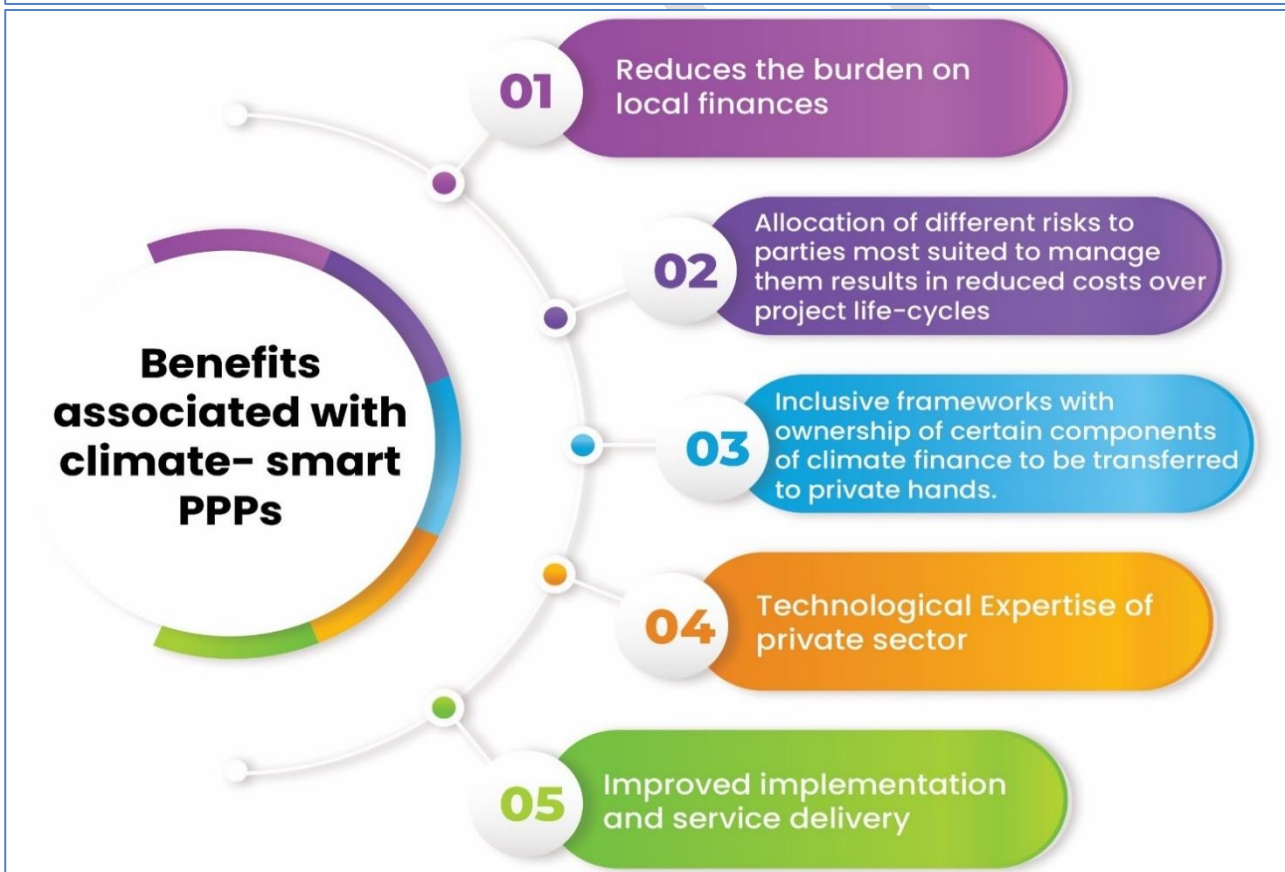 Benefits
associated with
climate- smart
PPPs
01
Reduces the burden on
local finances
02
Allocation of different risks to
parties most suited to manage
them results in reduced costs over
project life-cycles
03
Inclusive frameworks with
ownership of certain components
of climate finance to be transferred
to private hands.
04
Technological Expertise of
private sector
05
Improved implementation
and service delivery